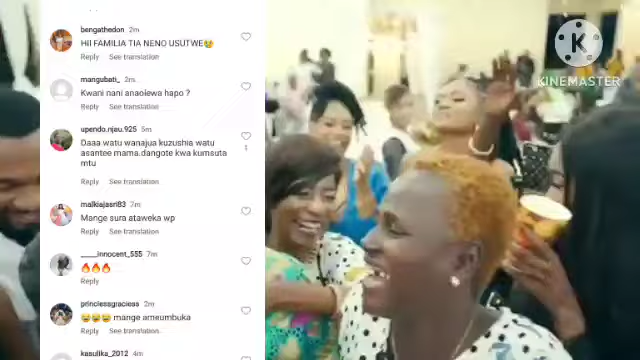 bengathedon 2m
HII FAMILIA TIA NENO USUTWE😢
Reply See translation
mangubati_ 2m
Kwani nani anaolewa hapo ?
Reply See translation
upendo.njau.925 5m
Daaa watu wanajua kuzushia watu
asantee mama.dangote kwa kumsuta
mtu
1
Reply See translation
malkiajasri83 7m
Mange sura ataweka wp
Reply See translation
____innocent_555 7m
🔥🔥🔥
Reply
princiesagraciess 2m
😂😂😂 mange ameumbuka
Reply See translation
kasulika_2012 4m
K
KINEMASTER